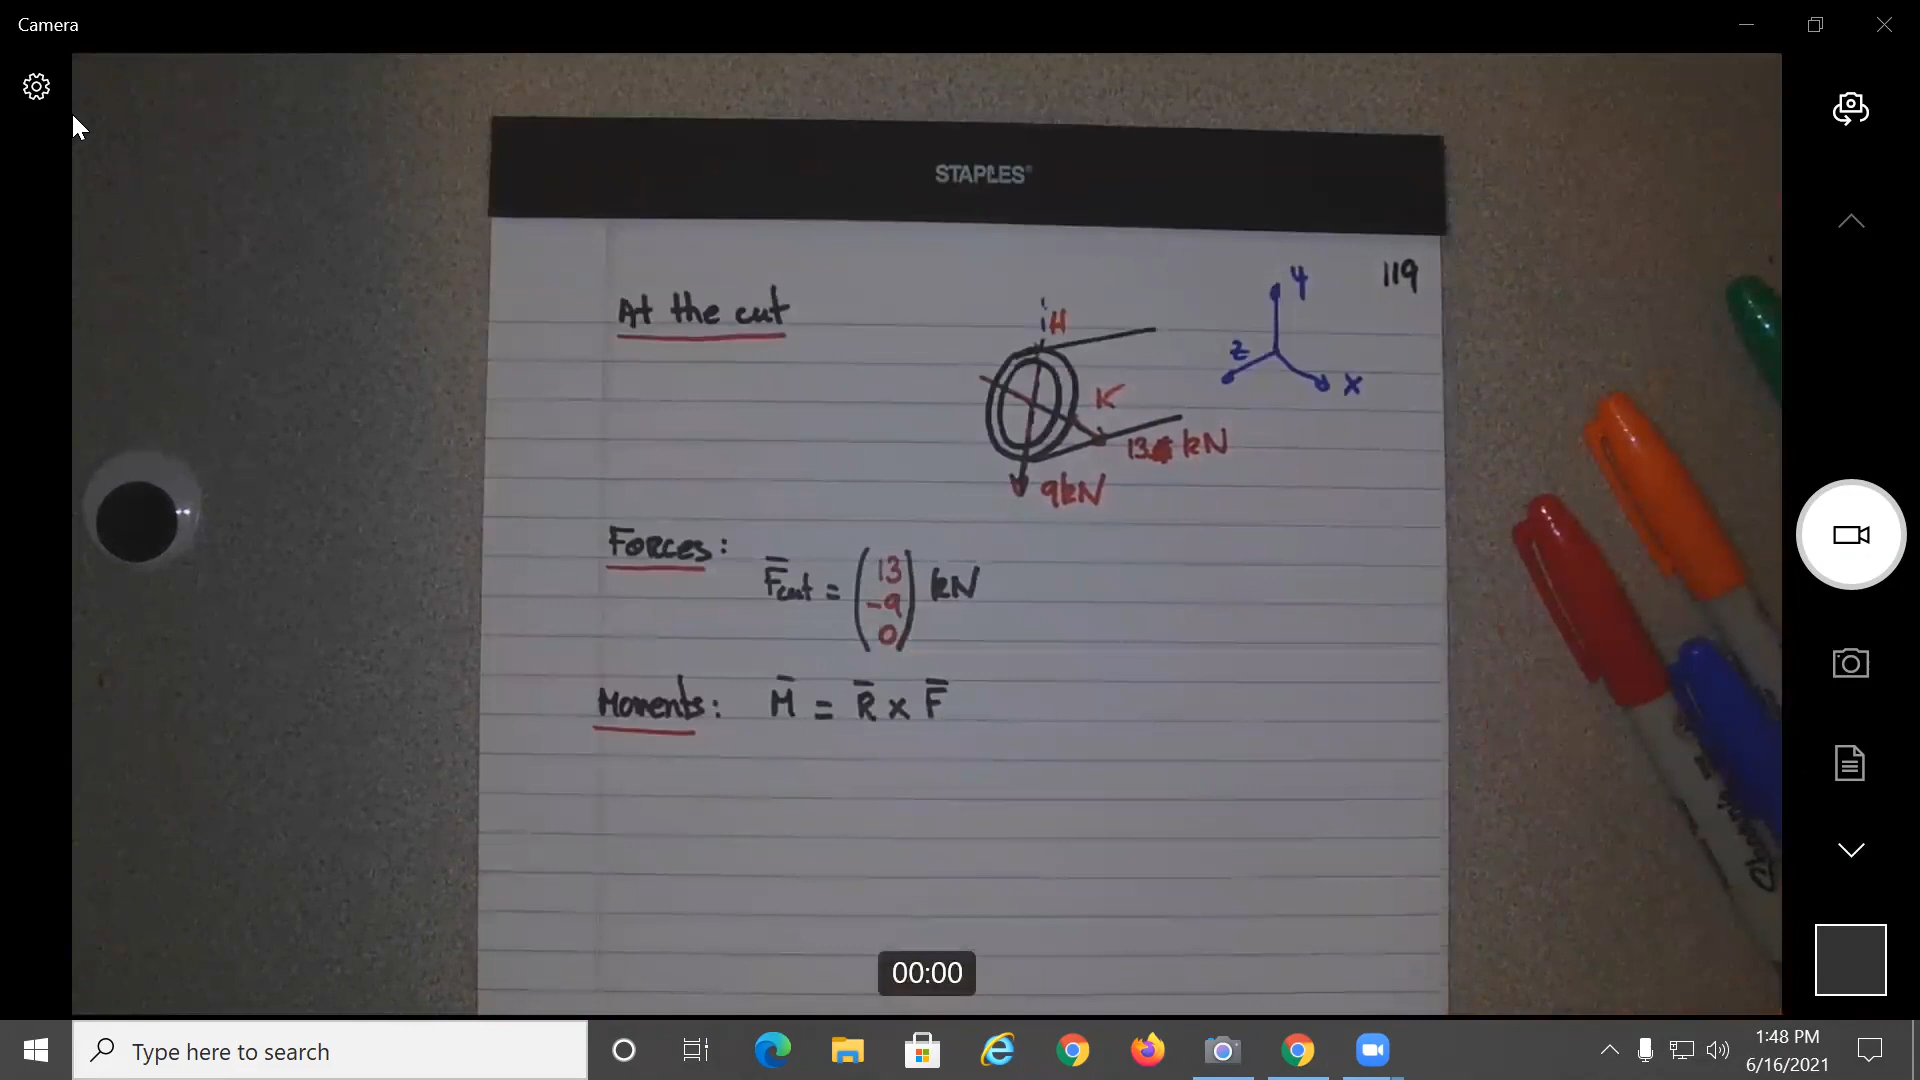 Camera
STAPLES
119
At the cut
H
Y
Z
X
K
13 kN
9kN
Forces:
F̅cut = (13 -9 0) kN
Moments: M̅ = R̅ x F̅
00:00
Type here to search
1:48 PM
6/16/2021